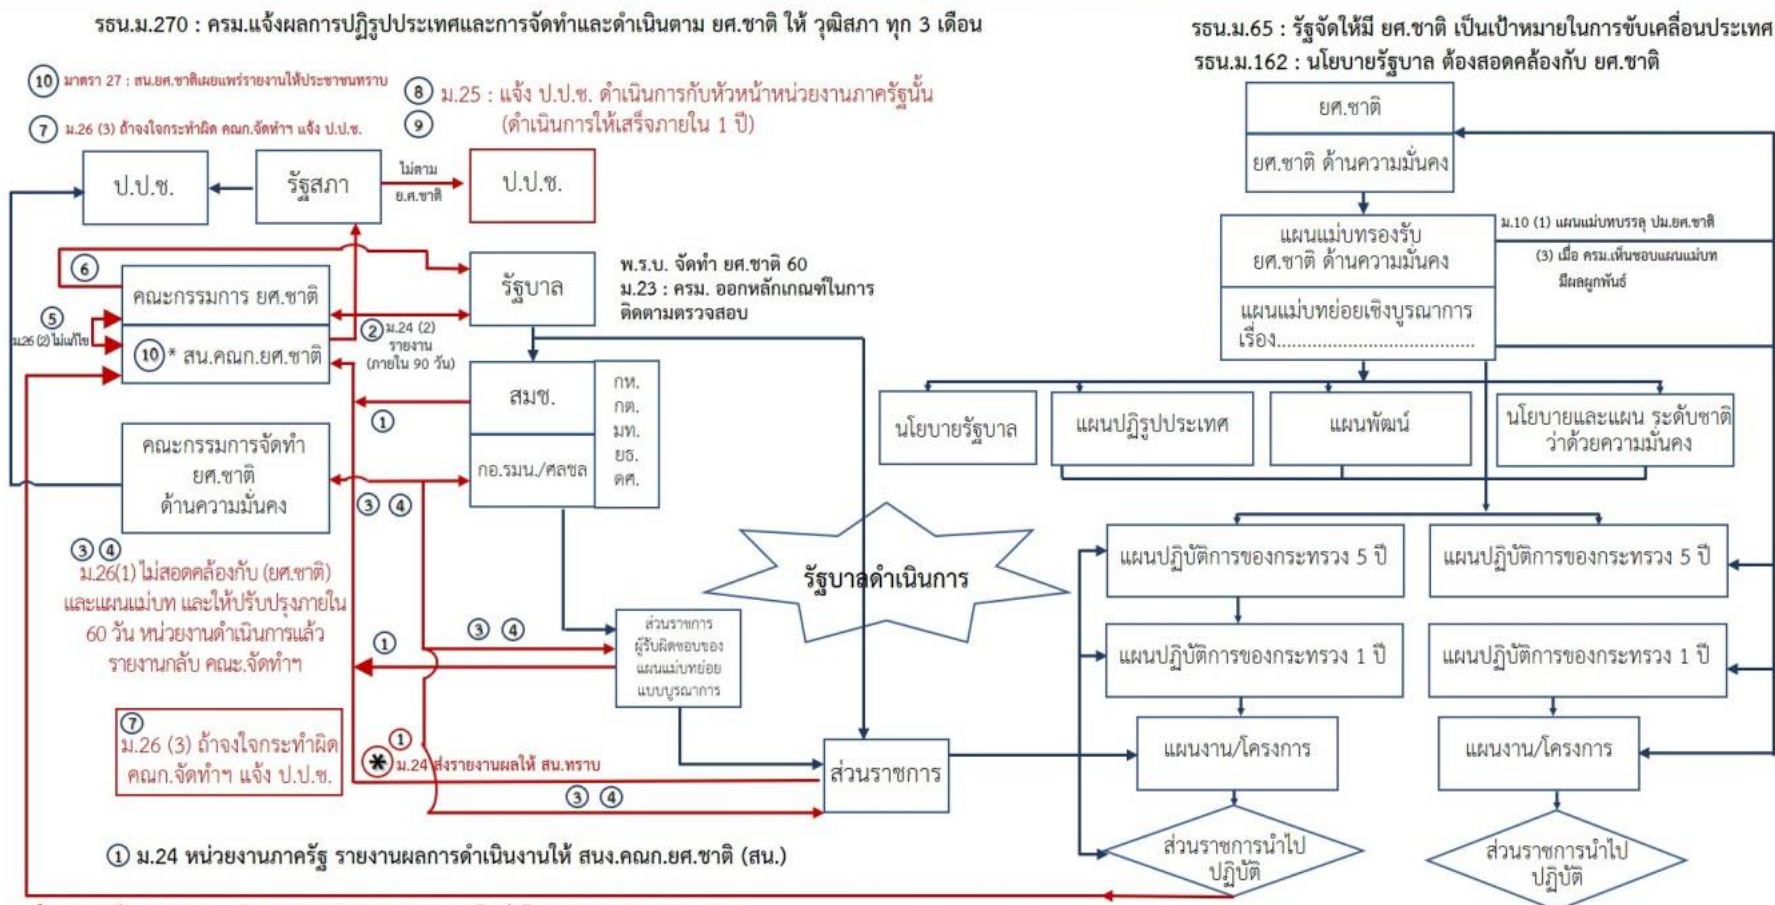 รธน.ม.270 : ครม.แจ้งผลการปฏิรูปประเทศและการจัดทำและดำเนินตาม ยศ.ชาติ ให้ วุฒิสภา ทุก 3 เดือน
รธน.ม.65 : รัฐจัดให้มี ยศ.ชาติ เป็นเป้าหมายในการขับเคลื่อนประเทศ
รธน.ม.162 : นโยบายรัฐบาล ต้องสอดคล้องกับ ยศ.ชาติ
10 มาตรา 27 : สน.ยศ.ชาติเผยแพร่รายงานให้ประชาชนทราบ
7 ม.26 (3) ถ้าจงใจกระทำผิด คณก.จัดทำฯ แจ้ง ป.ป.ช.
8 ม.25 : แจ้ง ป.ป.ช. ดำเนินการกับหัวหน้าหน่วยงานภาครัฐนั้น
9 (ดำเนินการให้เสร็จภายใน 1 ปี)
ป.ป.ช.
รัฐสภา
ไม่ตาม
ย.ศ.ชาติ
ป.ป.ช.
6
คณะกรรมการ ยศ.ชาติ
5
ม.26 (2) ไม่แก้ไข
10 * สน.คณก.ยศ.ชาติ
2 ม.24 (2)
รายงาน
(ภายใน 90 วัน)
รัฐบาล
พ.ร.บ. จัดทำ ยศ.ชาติ 60
ม.23 : ครม. ออกหลักเกณฑ์ในการ
ติดตามตรวจสอบ
สมช.
กอ.รมน./ศลชล
กห.
กต.
มท.
ยธ.
ดศ.
1
คณะกรรมการจัดทำ
ยศ.ชาติ
ด้านความมั่นคง
3 4
3 4
ม.26(1) ไม่สอดคล้องกับ (ยศ.ชาติ)
และแผนแม่บท และให้ปรับปรุงภายใน
60 วัน หน่วยงานดำเนินการแล้ว
รายงานกลับ คณะ.จัดทำฯ
1
3 4
ส่วนราชการ
ผู้รับผิดชอบของ
แผนแม่บทย่อย
แบบบูรณาการ
7
ม.26 (3) ถ้าจงใจกระทำผิด
คณก.จัดทำฯ แจ้ง ป.ป.ช.
1
* ม.24 ส่งรายงานผลให้ สน.ทราบ
3 4
ส่วนราชการ
1 ม.24 หน่วยงานภาครัฐ รายงานผลการดำเนินงานให้ สนง.คณก.ยศ.ชาติ (สน.)
รัฐบาลดำเนินการ
ยศ.ชาติ
ยศ.ชาติ ด้านความมั่นคง
แผนแม่บทรองรับ
ยศ.ชาติ ด้านความมั่นคง
แผนแม่บทย่อยเชิงบูรณาการ
เรื่อง......................................
ม.10 (1) แผนแม่บทบรรลุ ปม.ยศ.ชาติ
(3) เมื่อ ครม.เห็นชอบแผนแม่บท
มีผลผูกพันธ์
นโยบายรัฐบาล
แผนปฏิรูปประเทศ
แผนพัฒน์
นโยบายและแผน ระดับชาติ
ว่าด้วยความมั่นคง
แผนปฏิบัติการของกระทรวง 5 ปี
แผนปฏิบัติการของกระทรวง 5 ปี
แผนปฏิบัติการของกระทรวง 1 ปี
แผนปฏิบัติการของกระทรวง 1 ปี
แผนงาน/โครงการ
แผนงาน/โครงการ
ส่วนราชการนำไป
ปฏิบัติ
ส่วนราชการนำไป
ปฏิบัติ